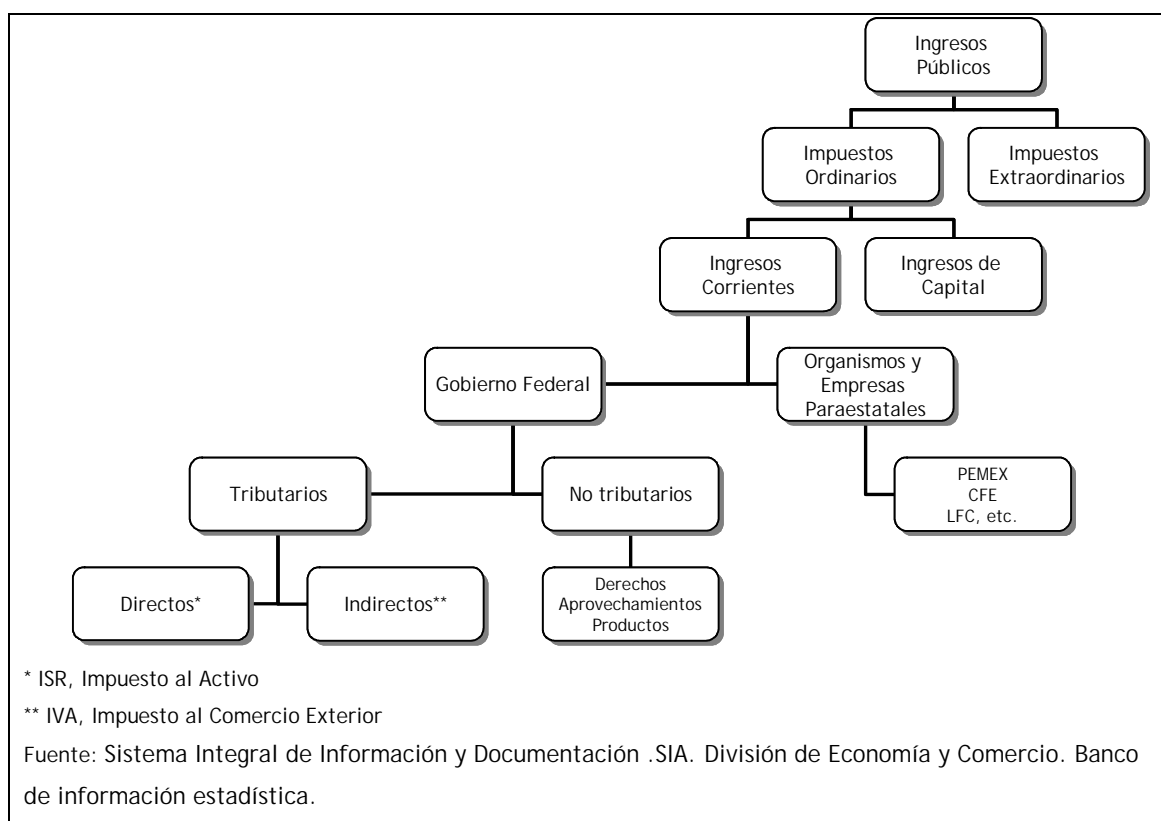 Ingresos
Públicos
Impuestos
Ordinarios
Impuestos
Extraordinarios
Ingresos
Corrientes
Ingresos de
Capital
Gobierno Federal
Organismos y
Empresas
Paraestatales
Tributarios
No tributarios
PEMEX
CFE
LFC, etc.
Directos*
Indirectos**
Derechos
Aprovechamientos
Productos
* ISR, Impuesto al Activo
** IVA, Impuesto al Comercio Exterior
Fuente: Sistema Integral de Información y Documentación .SIA. División de Economía y Comercio. Banco
de información estadística.